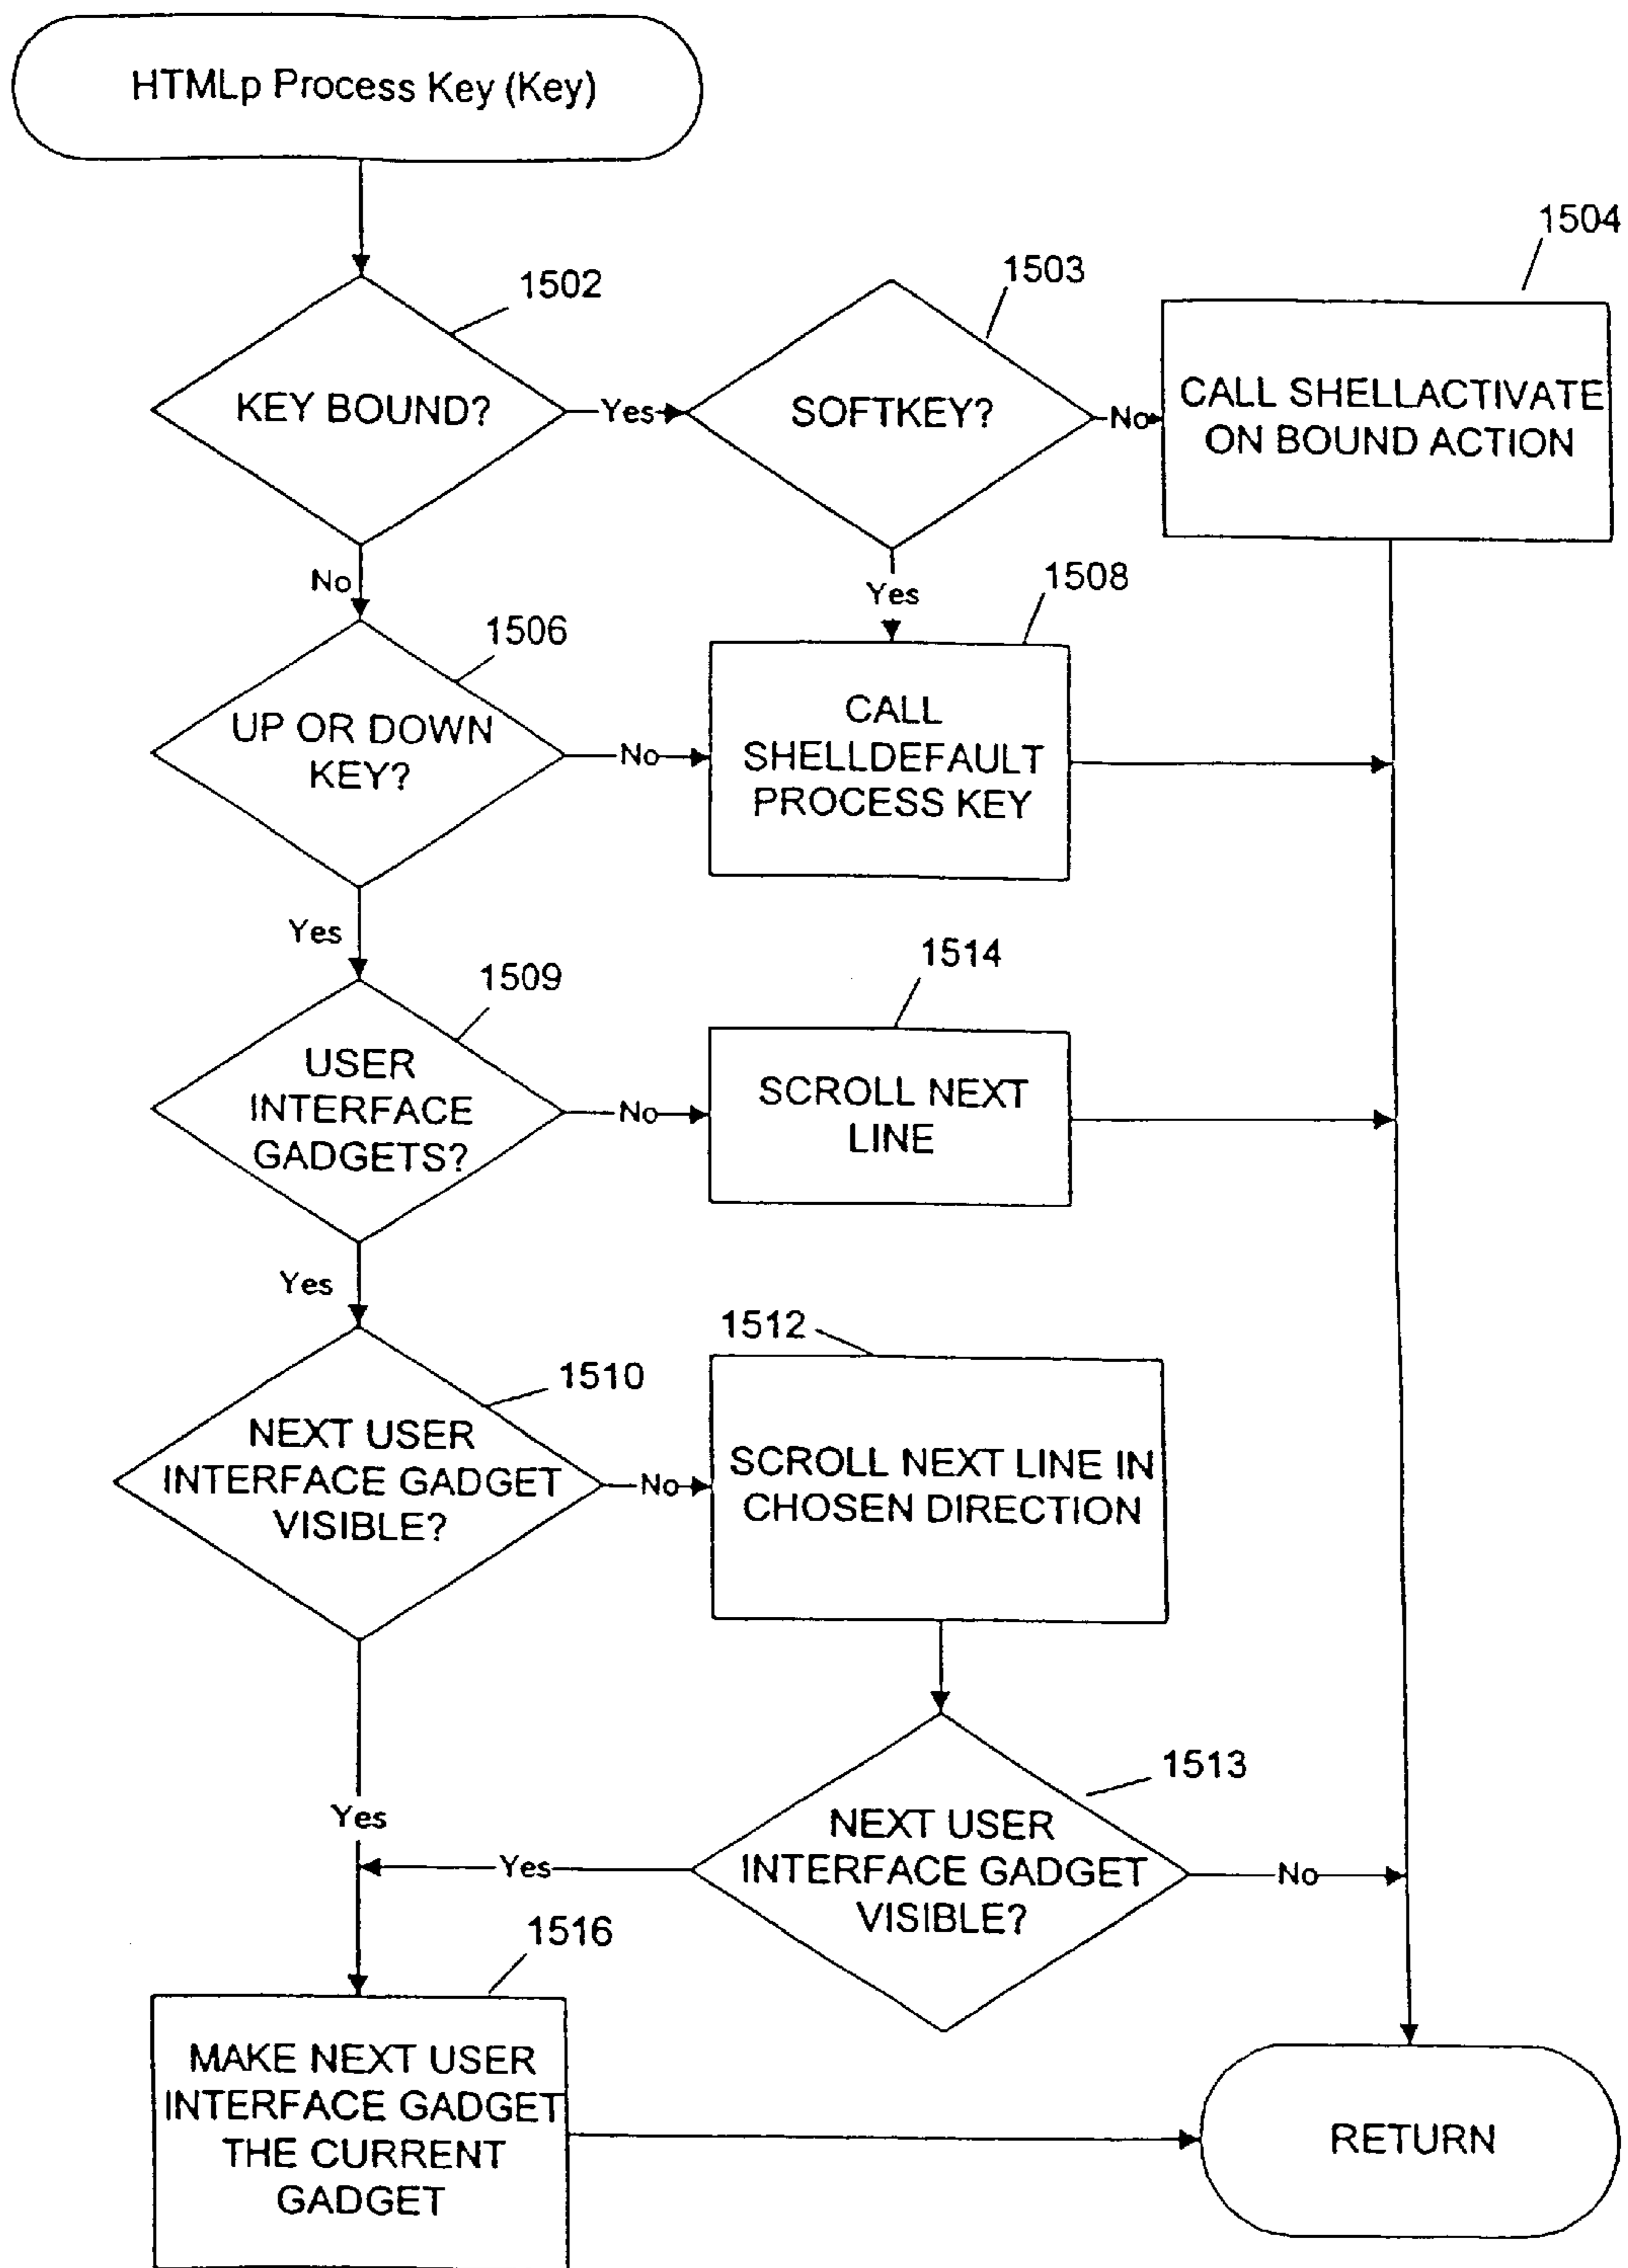 HTMLp Process Key (Key)
1504
1502
1503
KEY BOUND?
Yes
SOFTKEY?
No
CALL SHELLACTIVATE
ON BOUND ACTION
No
Yes
1508
1506
UP OR DOWN
KEY?
No
CALL
SHELLDEFAULT
PROCESS KEY
Yes
1514
1509
USER
INTERFACE
GADGETS?
No
SCROLL NEXT
LINE
Yes
1512
1510
NEXT USER
INTERFACE GADGET
VISIBLE?
No
SCROLL NEXT LINE IN
CHOSEN DIRECTION
1513
Yes
NEXT USER
INTERFACE GADGET
VISIBLE?
Yes
No
1516
MAKE NEXT USER
INTERFACE GADGET
THE CURRENT
GADGET
RETURN